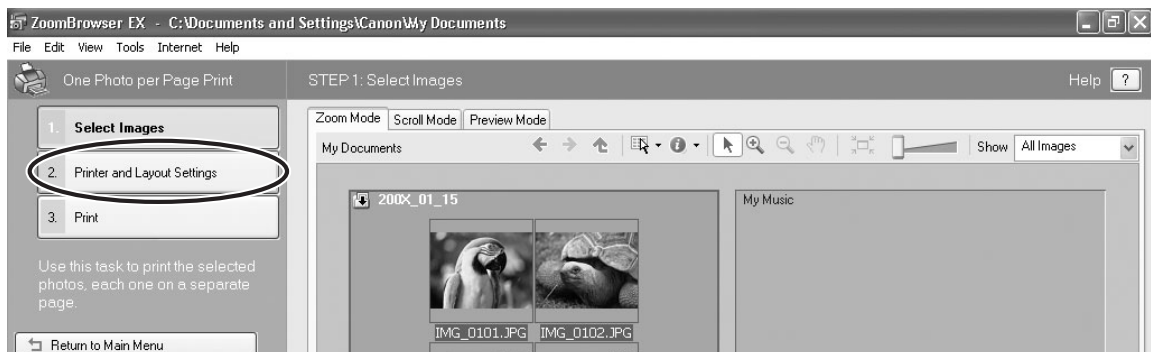 ZoomBrowser EX - C:\Documents and Settings\Canon\My Documents
File Edit View Tools Internet Help
One Photo per Page Print
STEP 1: Select Images
Help ?
1. Select Images
2. Printer and Layout Settings
3. Print
Use this task to print the selected
photos, each one on a separate
page.
Return to Main Menu
Zoom Mode Scroll Mode Preview Mode
My Documents
Show All Images
200X_01_15
IMG_0101.JPG IMG_0102.JPG
My Music